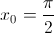 x₀ = π/2